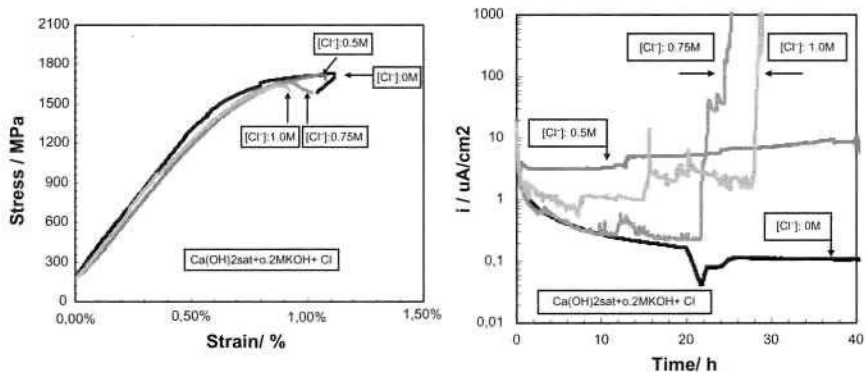 2100
1800
1500
1200
900
600
300
0
Stress / MPa
[Cl⁻]:0.5M
[Cl⁻]:0M
[Cl⁻]:1.0M
[Cl⁻]:0.75M
Ca(OH)2sat+o.2MKOH+ Cl
0,00%
0,50%
1,00%
1,50%
Strain/ %
1000
100
10
1
0,1
0,01
i / uA/cm2
[Cl⁻]: 0.75M
[Cl⁻]: 1.0M
[Cl⁻]: 0.5M
[Cl⁻]: 0M
Ca(OH)2sat+o.2MKOH+ Cl
0
10
20
30
40
Time/ h